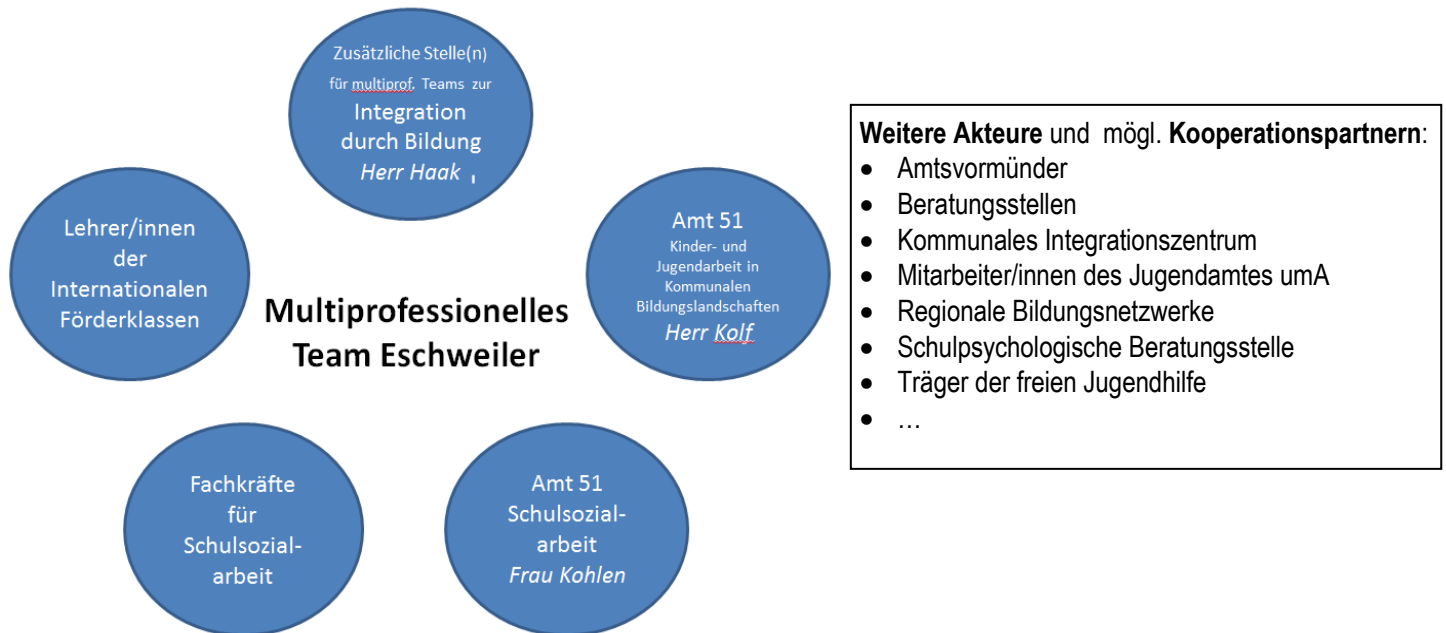 Zusätzliche Stelle(n)
für multiprof. Teams zur
Integration
durch Bildung
Herr Haak
Lehrer/innen
der
Internationalen
Förderklassen
Multiprofessionelles
Team Eschweiler
Amt 51
Kinder- und
Jugendarbeit in
Kommunalen
Bildungslandschaften
Herr Kolf
Fachkräfte
für
Schulsozial-
arbeit
Amt 51
Schulsozial-
arbeit
Frau Kohlen
Weitere Akteure und mögl. Kooperationspartnern:
• Amtsvormünder
• Beratungsstellen
• Kommunales Integrationszentrum
• Mitarbeiter/innen des Jugendamtes umA
• Regionale Bildungsnetzwerke
• Schulpsychologische Beratungsstelle
• Träger der freien Jugendhilfe
• …